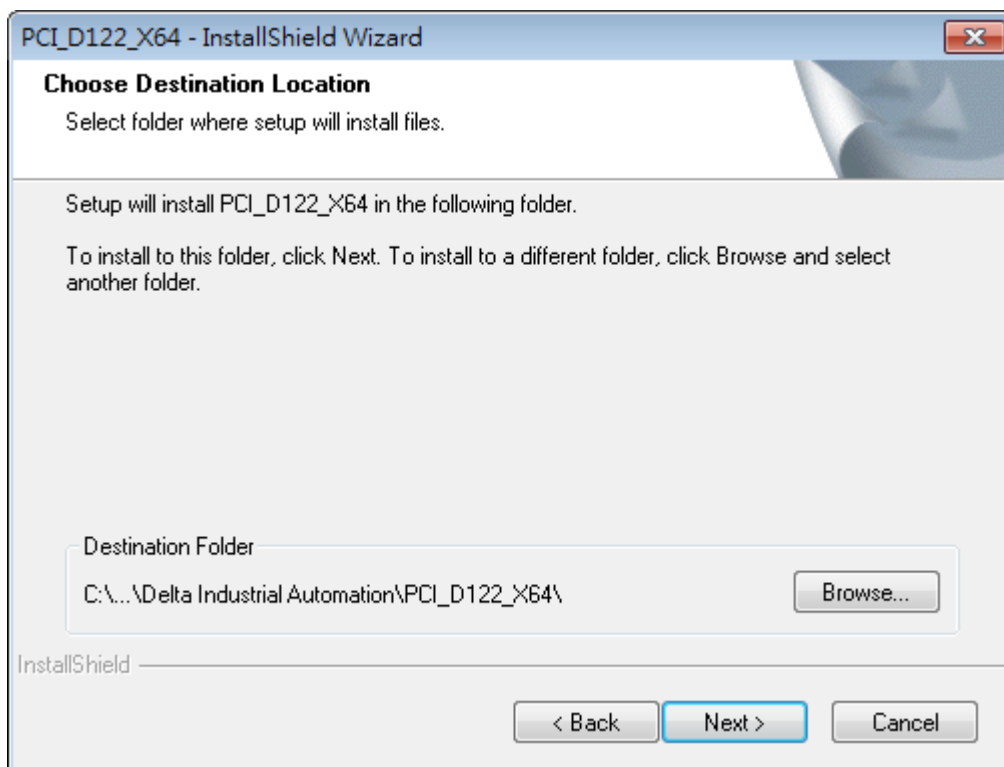 PCI_D122_X64 - InstallShield Wizard
Choose Destination Location
Select folder where setup will install files.
Setup will install PCI_D122_X64 in the following folder.
To install to this folder, click Next. To install to a different folder, click Browse and select
another folder.
Destination Folder
C:\...\Delta Industrial Automation\PCI_D122_X64\
Browse...
InstallShield
< Back
Next >
Cancel